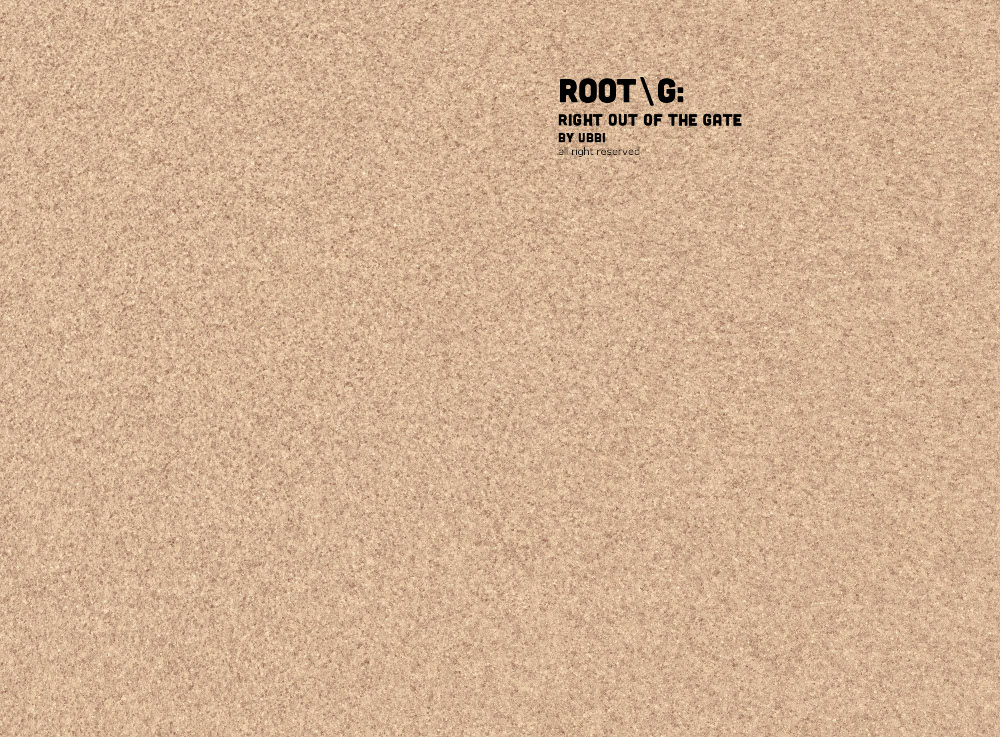 ROOT\G:
RIGHT OUT OF THE GATE
BY UBBI
all right reserved